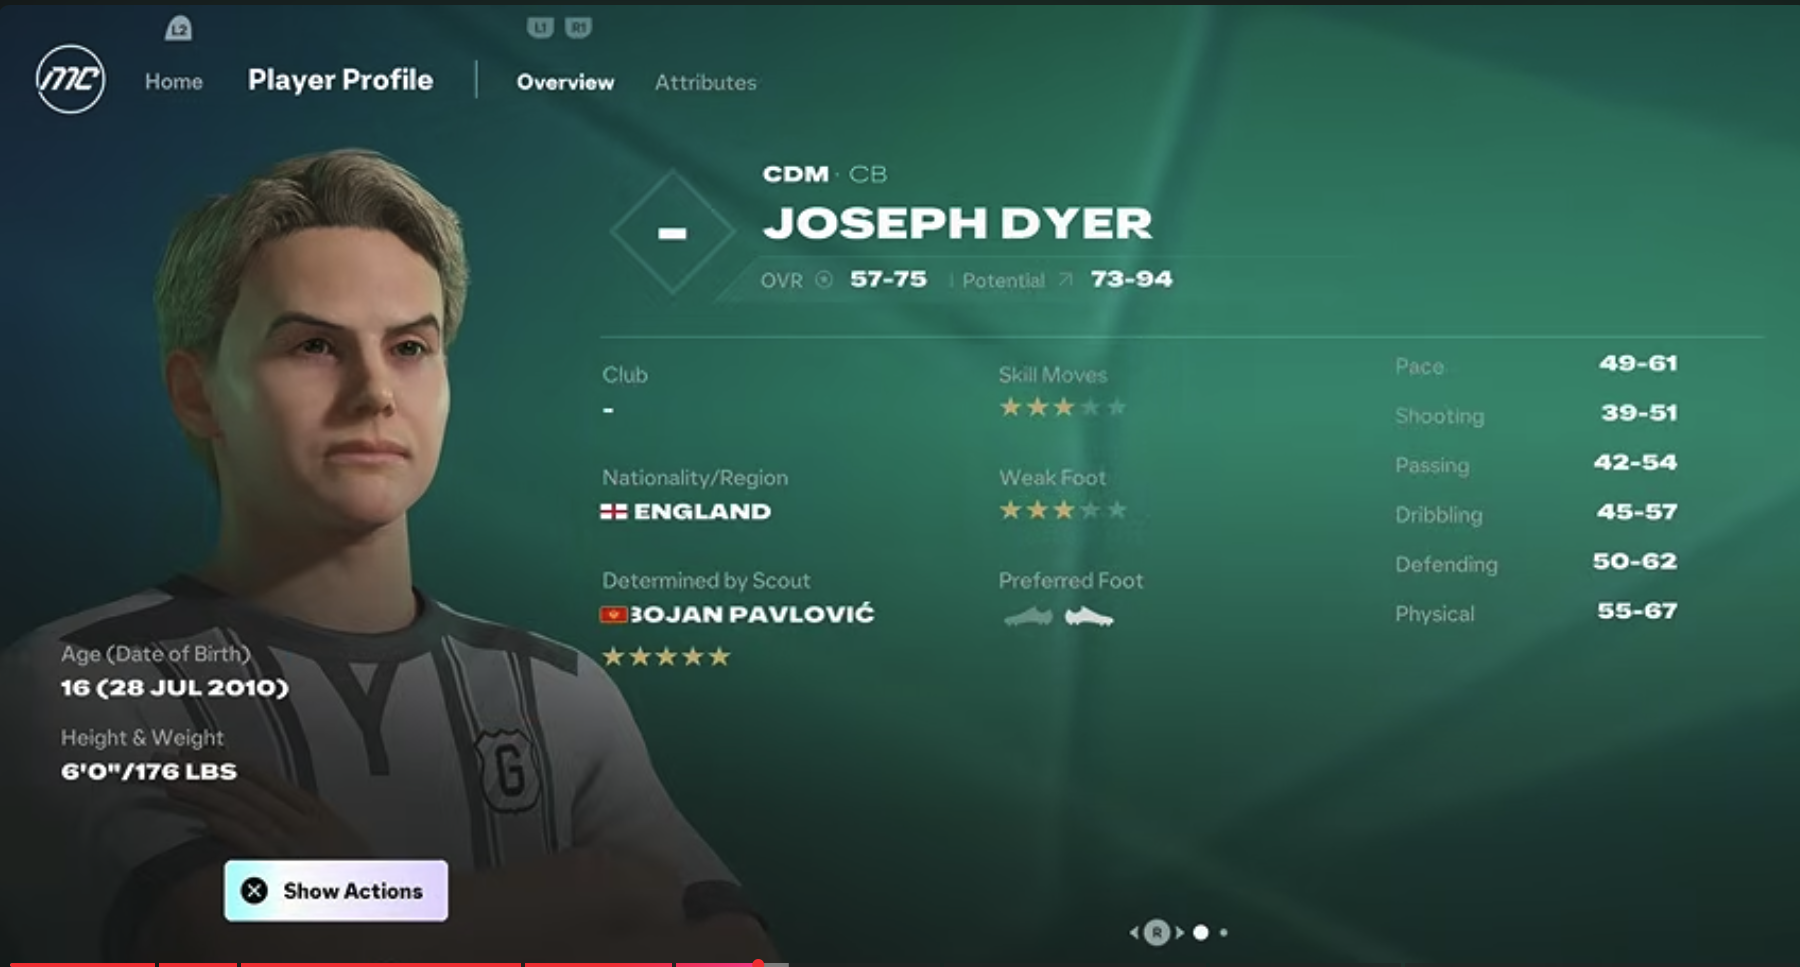 L2
L1 R1
MC
Home
Player Profile
Overview
Attributes
CDM · CB
-
JOSEPH DYER
OVR 57-75 | Potential 73-94
Club
-
Nationality/Region
ENGLAND
Determined by Scout
BOJAN PAVLOVIĆ
Skill Moves
Weak Foot
Preferred Foot
Pace 49-61
Shooting 39-51
Passing 42-54
Dribbling 45-57
Defending 50-62
Physical 55-67
Age (Date of Birth)
16 (28 JUL 2010)
Height & Weight
6'0"/176 LBS
G
Show Actions
R